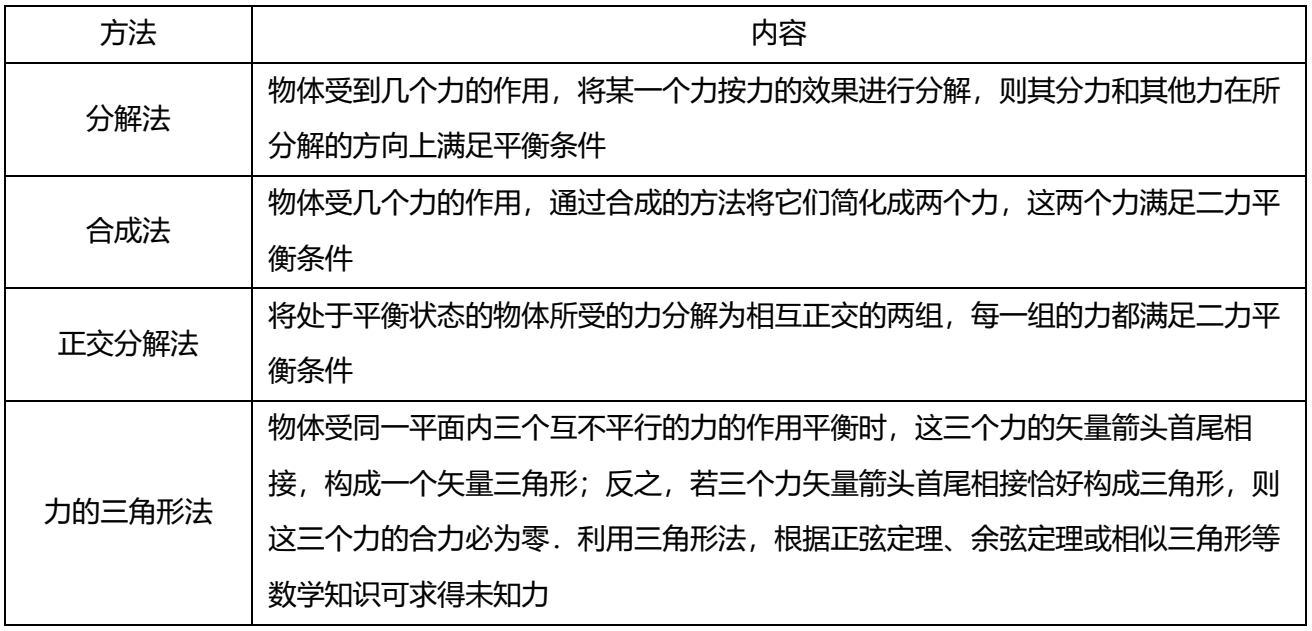 方法
内容
分解法
物体受到几个力的作用，将某一个力按力的效果进行分解，则其分力和其他力在所
分解的方向上满足平衡条件
合成法
物体受几个力的作用，通过合成的方法将它们简化成两个力，这两个力满足二力平
衡条件
正交分解法
将处于平衡状态的物体所受的力分解为相互正交的两组，每一组的力都满足二力平
衡条件
力的三角形法
物体受同一平面内三个互不平行的力的作用平衡时，这三个力的矢量箭头首尾相
接，构成一个矢量三角形；反之，若三个力矢量箭头首尾相接恰好构成三角形，则
这三个力的合力必为零．利用三角形法，根据正弦定理、余弦定理或相似三角形等
数学知识可求得未知力